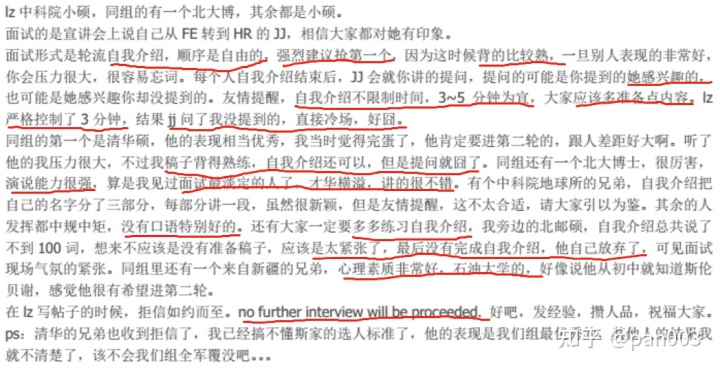 lz 中科院小硕，同组的有一个北大博，其余都是小硕。
面试的是宣讲会上说自己从 FE 转到 HR 的 JJ，相信大家都对她有印象。
面试形式是轮流自我介绍，顺序是自由的，强烈建议抢第一个，因为这时候背的比较熟，一旦别人表现的非常好，
你会压力很大，很容易忘词。每个人自我介绍结束后，JJ 会就你讲的提问，提问的可能是你提到的她感兴趣的，
也可能是她感兴趣你却没提到的。友情提醒，自我介绍不限制时间，3~5 分钟为宜，大家应该多准备点内容。lz
严格控制了 3 分钟，结果 jj 问了我没提到的，直接冷场，好囧。
同组的第一个是清华硕，他的表现相当优秀，我当时觉得完蛋了，他肯定要进第二轮的，跟人差距好大啊。听了
他的我压力很大，不过我稿子背得熟练，自我介绍还可以，但是提问就囧了。同组还有一个北大博士，很厉害，
演说能力很强，算是我见过面试最淡定的人了，才华横溢，讲的很不错。有个中科院地球所的兄弟，自我介绍把
自己的名字分了三部分，每部分讲一段，虽然很新颖，但是友情提醒，这不太合适，请大家引以为鉴。其余的人
发挥都中规中矩，没有口语特别好的。还有大家一定要多多练习自我介绍，我旁边的北邮硕，自我介绍总共说了
不到 100 词，想来不应该是没有准备稿子，应该是太紧张了，最后没有完成自我介绍，他自己放弃了，可见面试
现场气氛的紧张。同组里还有一个来自新疆的兄弟，心理素质非常好，石油大学的，好像说他从初中就知道斯伦
贝谢，感觉他很有希望进第二轮。
在 lz 写帖子的时候，拒信如约而至。no further interview will be proceeded. 好吧，发经验，攒人品，祝福大家。
ps：清华的兄弟也收到拒信了，我已经搞不懂斯家的选人标准了，他的表现是我们组最
就不清楚了，该不会我们组全军覆没吧。。。
知乎 @pan003